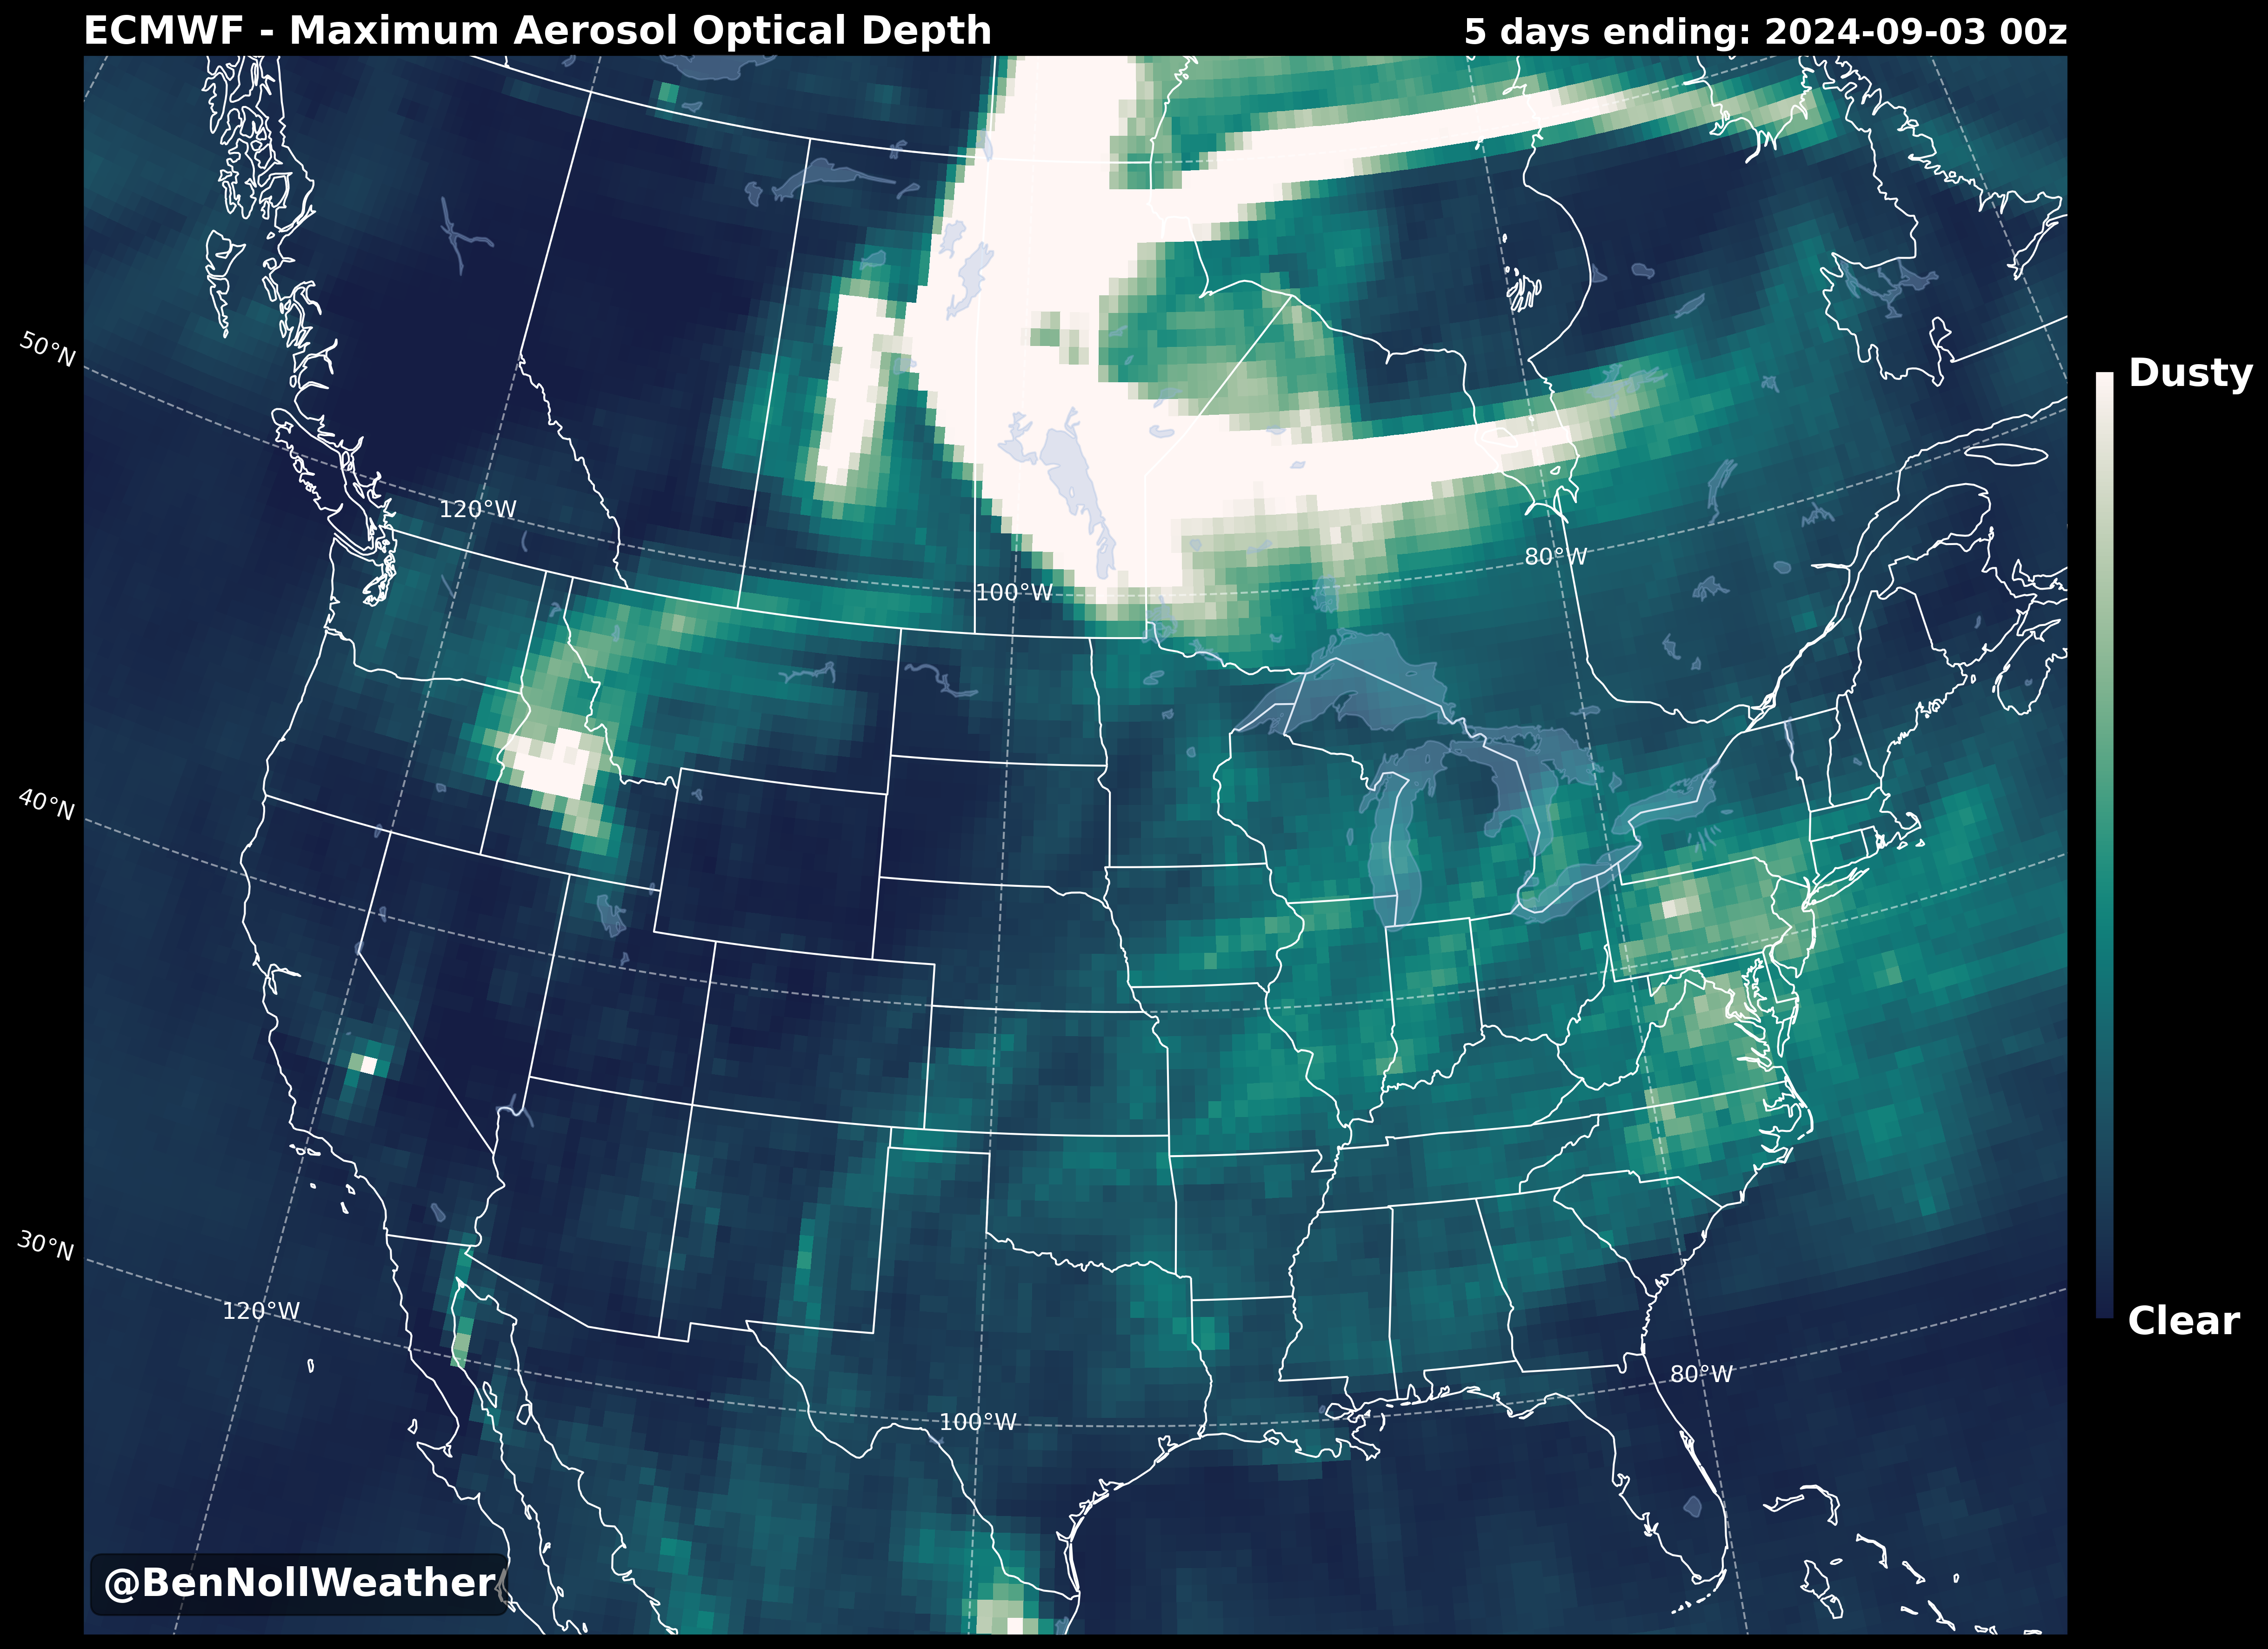 ECMWF - Maximum Aerosol Optical Depth
5 days ending: 2024-09-03 00z
50°N
Dusty
120°W
80°W
100°W
40°N
30°N
120°W
Clear
80°W
100°W
@BenNollWeather